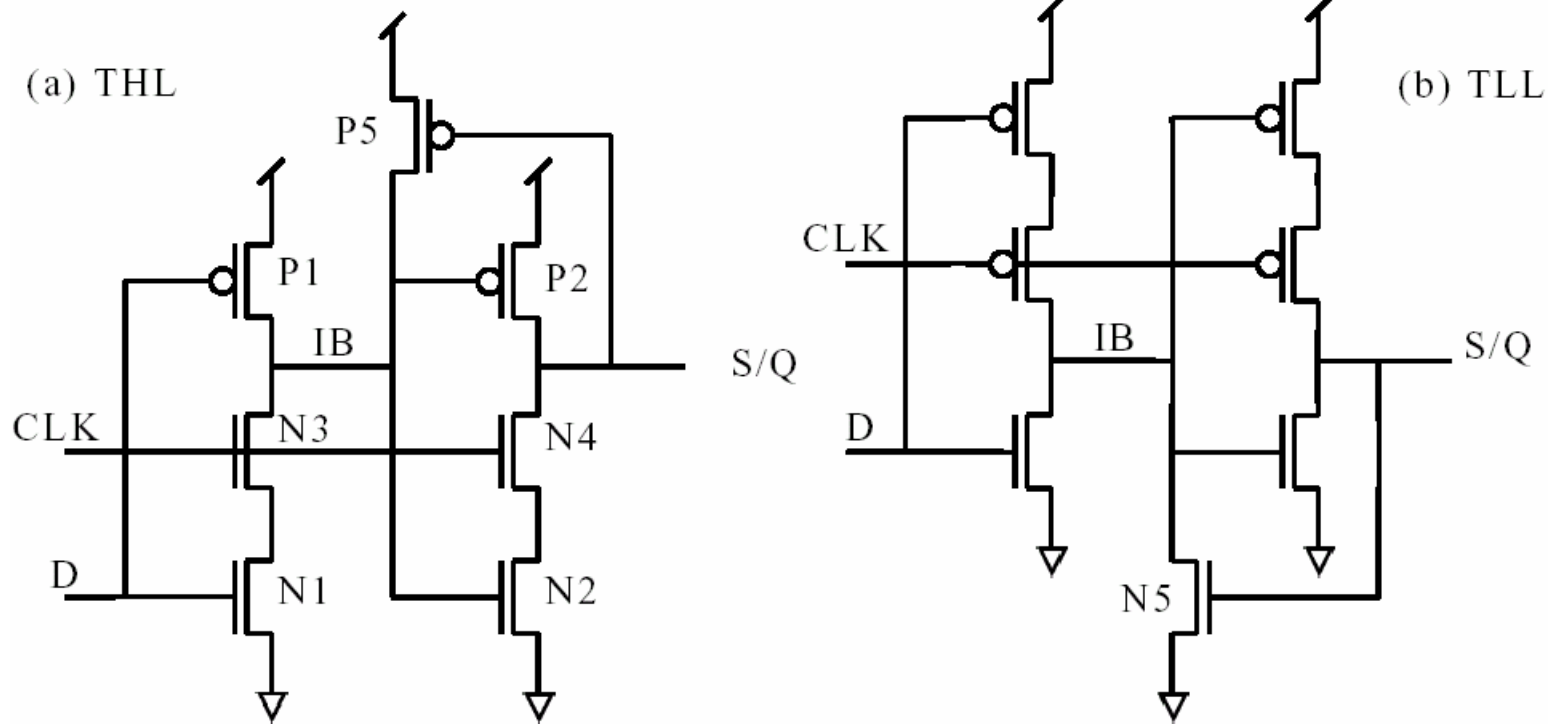 (a) THL
P5
P1
P2
IB
S/Q
CLK
N3
N4
D
N1
N2
(b) TLL
CLK
IB
S/Q
D
N5